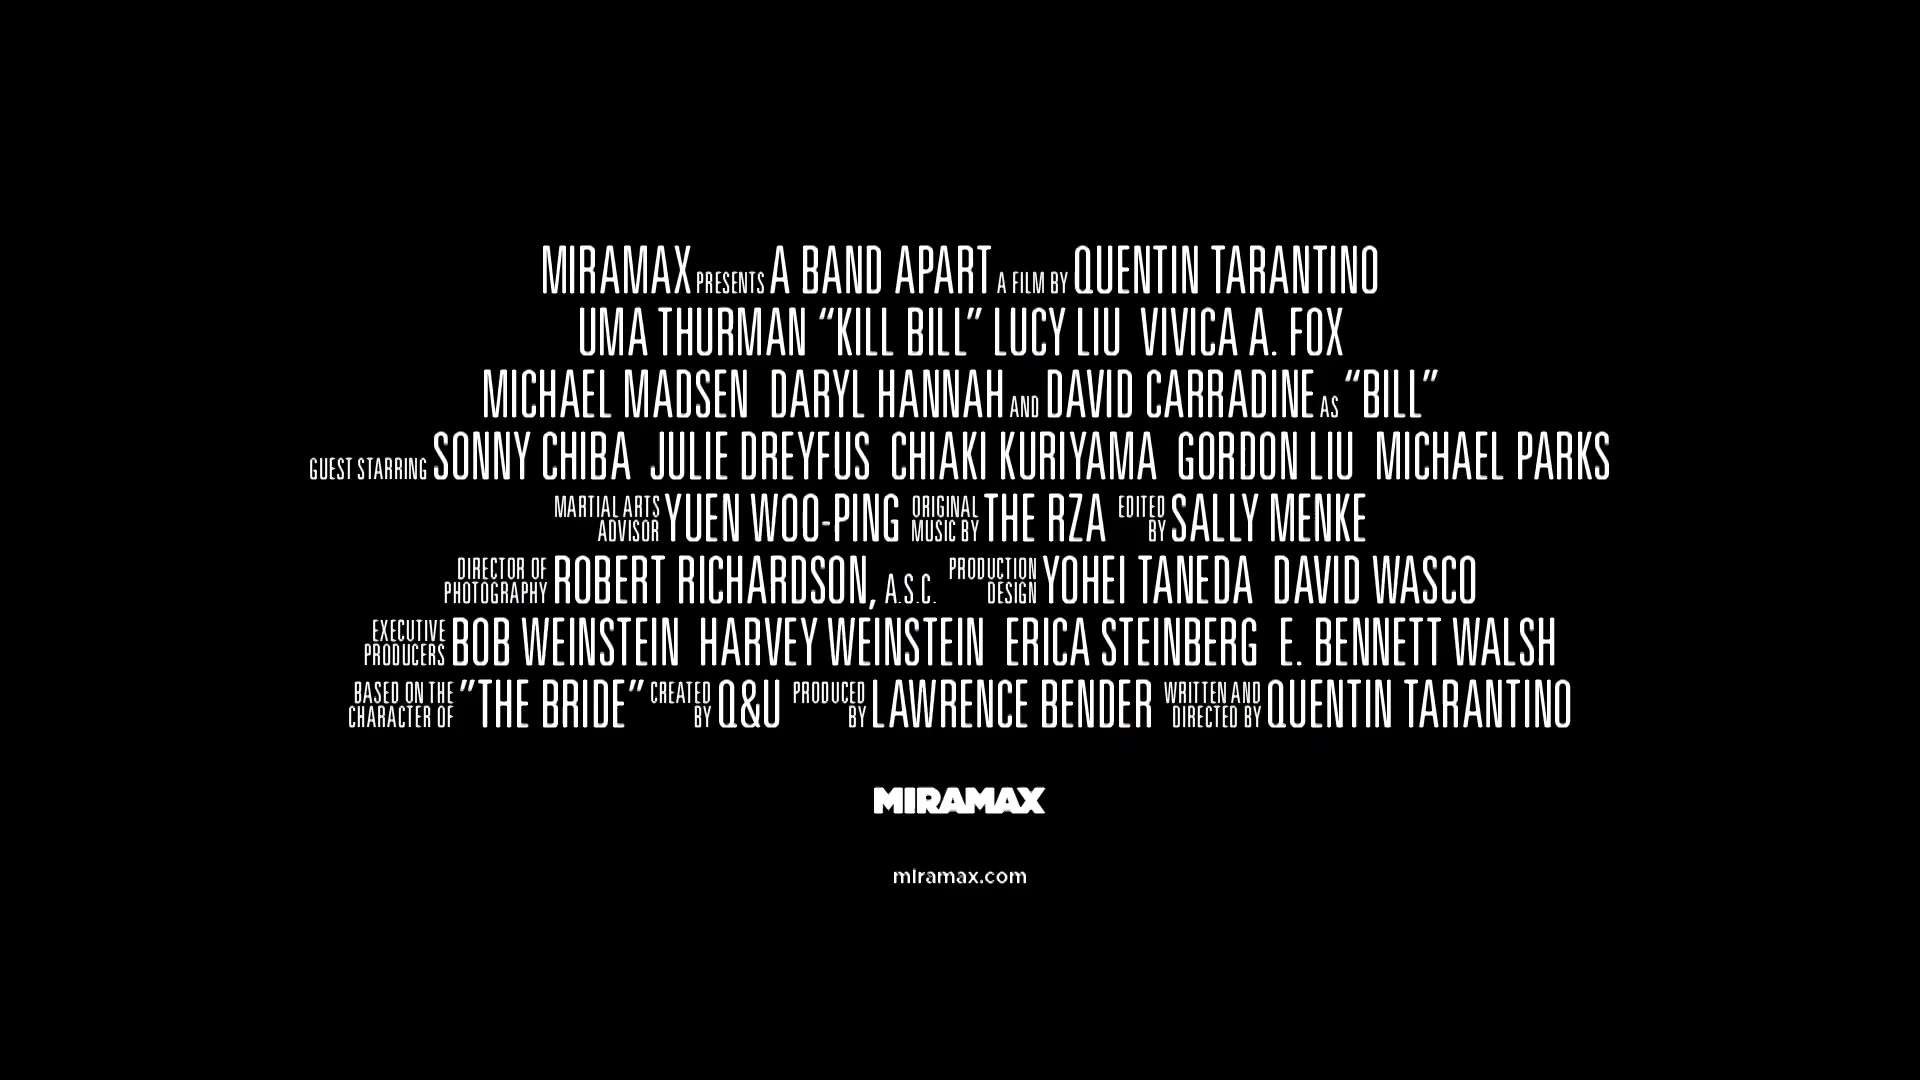 MIRAMAX PRESENTS A BAND APART A FILM BY QUENTIN TARANTINO
UMA THURMAN “KILL BILL” LUCY LIU VIVICA A. FOX
MICHAEL MADSEN DARYL HANNAH AND DAVID CARRADINE AS “BILL”
GUEST STARRING SONNY CHIBA JULIE DREYFUS CHIAKI KURIYAMA GORDON LIU MICHAEL PARKS
MARTIAL ARTS ADVISOR YUEN WOO-PING ORIGINAL MUSIC BY THE RZA EDITED BY SALLY MENKE
DIRECTOR OF PHOTOGRAPHY ROBERT RICHARDSON, A.S.C. PRODUCTION DESIGN YOHEI TANEDA DAVID WASCO
EXECUTIVE PRODUCERS BOB WEINSTEIN HARVEY WEINSTEIN ERICA STEINBERG E. BENNETT WALSH
BASED ON THE CHARACTER OF ”THE BRIDE” CREATED BY Q&U PRODUCED BY LAWRENCE BENDER WRITTEN AND DIRECTED BY QUENTIN TARANTINO
MIRAMAX
miramax.com